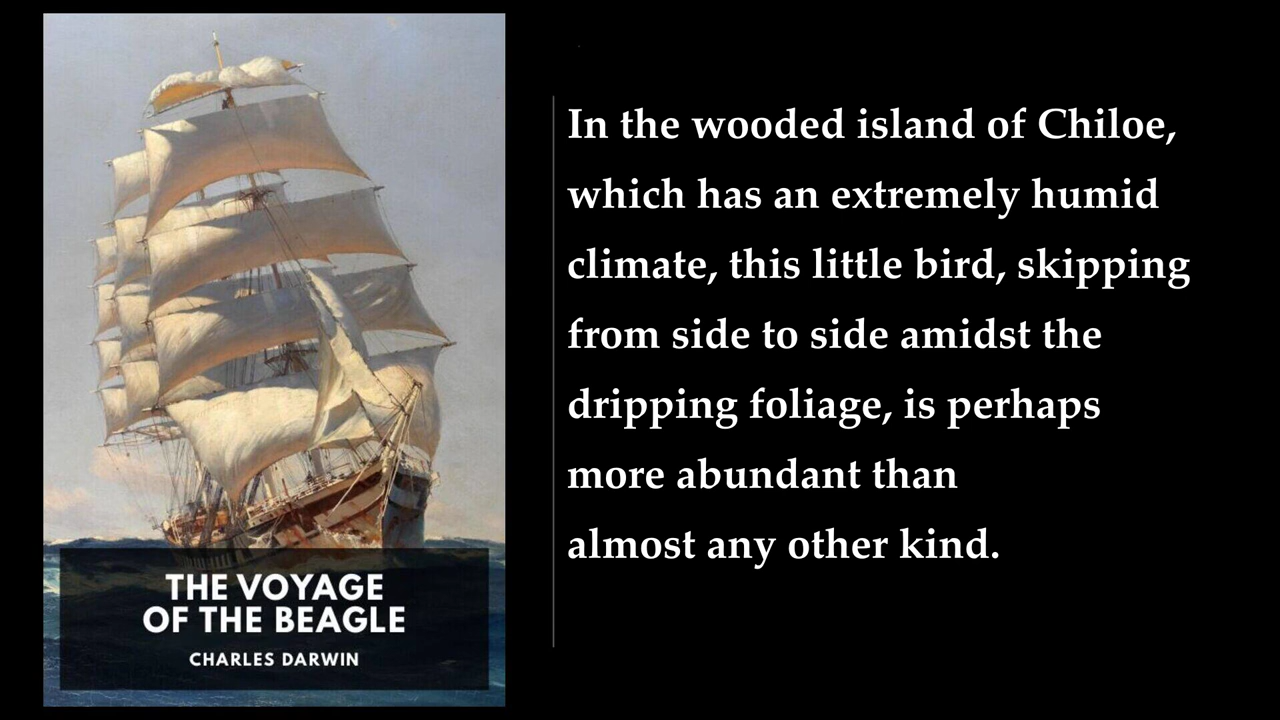 THE VOYAGE
OF THE BEAGLE
CHARLES DARWIN
In the wooded island of Chiloe,
which has an extremely humid
climate, this little bird, skipping
from side to side amidst the
dripping foliage, is perhaps
more abundant than
almost any other kind.